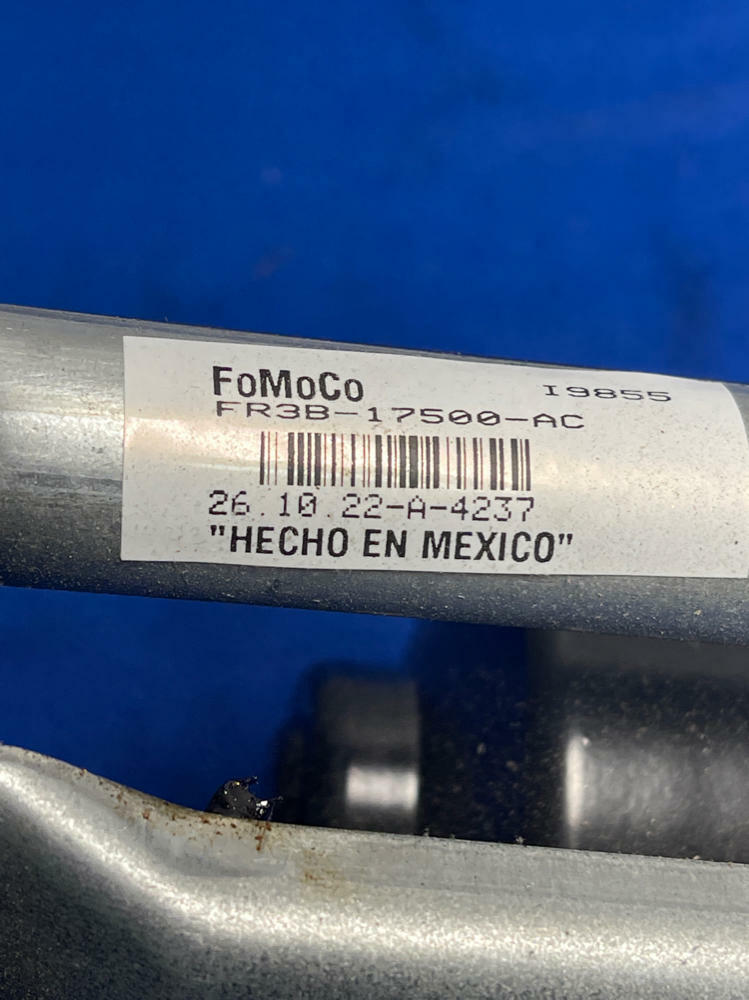 FoMoCo I9855
FR3B-17500-AC
26.10.22-A-4237
"HECHO EN MEXICO"